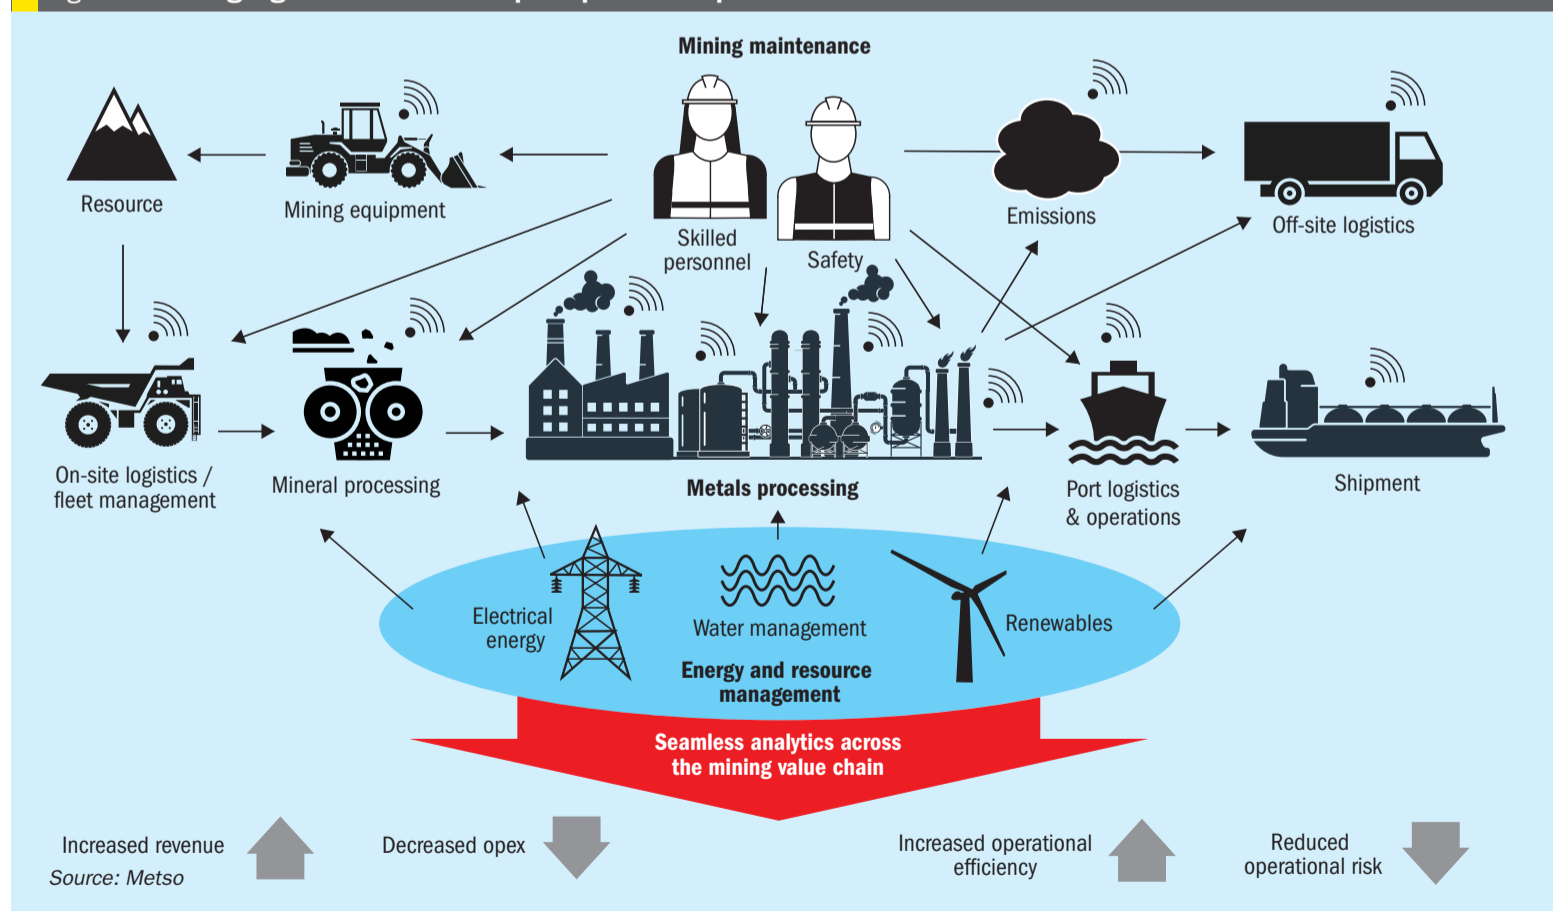 Mining maintenance
Resource
Mining equipment
Skilled
personnel
Safety
Emissions
Off-site logistics
On-site logistics /
fleet management
Mineral processing
Metals processing
Port logistics
& operations
Shipment
Electrical
energy
Water management
Renewables
Energy and resource
management
Seamless analytics across
the mining value chain
Increased revenue
Decreased opex
Increased operational
efficiency
Reduced
operational risk
Source: Metso